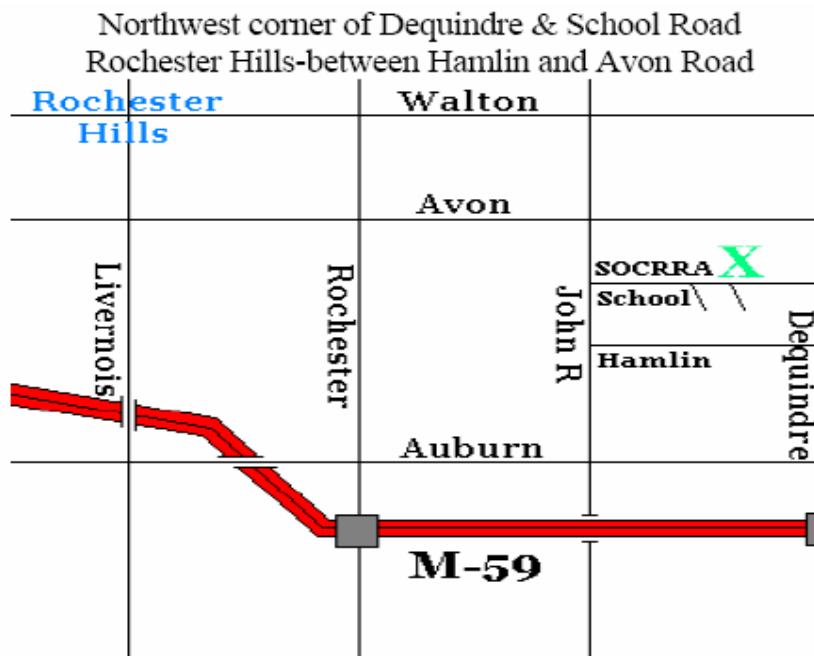 Northwest corner of Dequindre & School Road
Rochester Hills-between Hamlin and Avon Road
Rochester
Hills
Walton
Avon
SOCRRA X
School
Livernois
Rochester
John R
Dequindre
Hamlin
Auburn
M-59